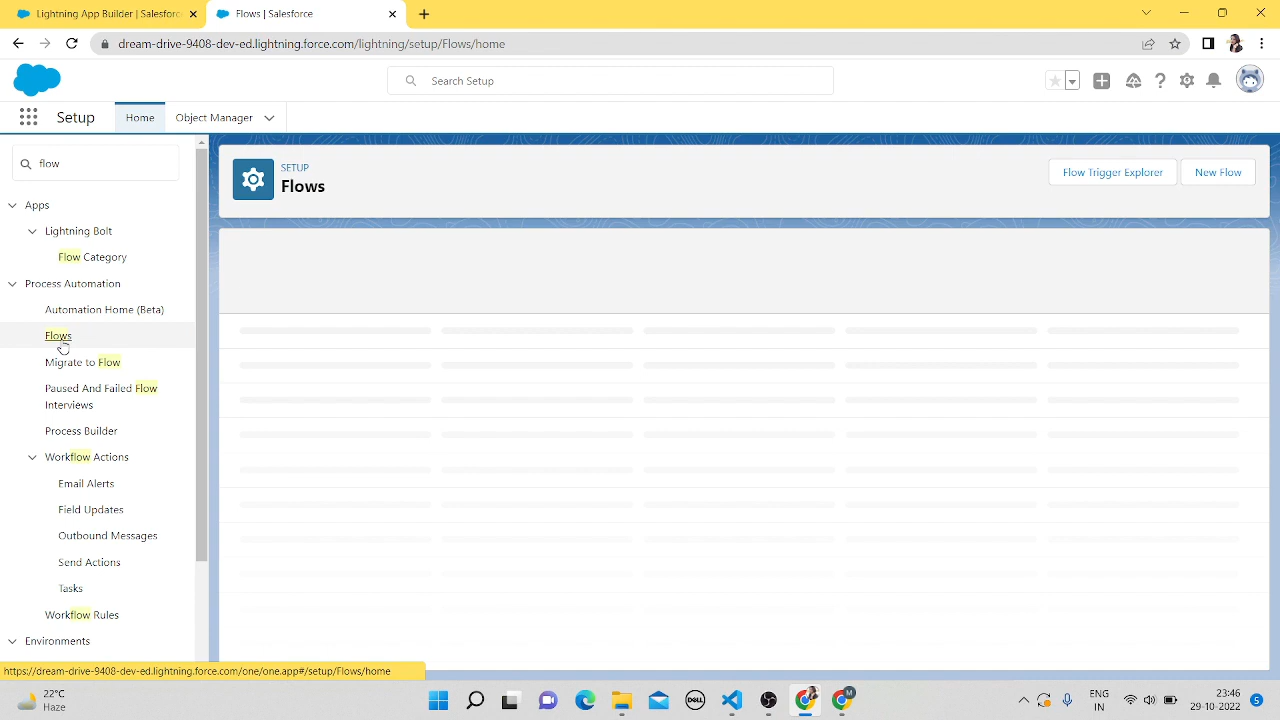 Lightning App Builder - Salesforc
Flows | Salesforce
dream-drive-9408-dev-ed.lightning.force.com/lightning/setup/Flows/home
Search Setup
Setup
Home
Object Manager
flow
Apps
Lightning Bolt
Flow Category
Process Automation
Automation Home (Beta)
Flows
Migrate to Flow
Paused And Failed Flow
Interviews
Process Builder
Workflow Actions
Email Alerts
Field Updates
Outbound Messages
Send Actions
Tasks
Workflow Rules
Environments
SETUP
Flows
Flow Trigger Explorer
New Flow
https://dream-drive-9408-dev-ed.lightning.force.com/one/one.app#/setup/Flows/home
22°C
Haze
DELL
M
ENG
IN
23:46
29-10-2022
5